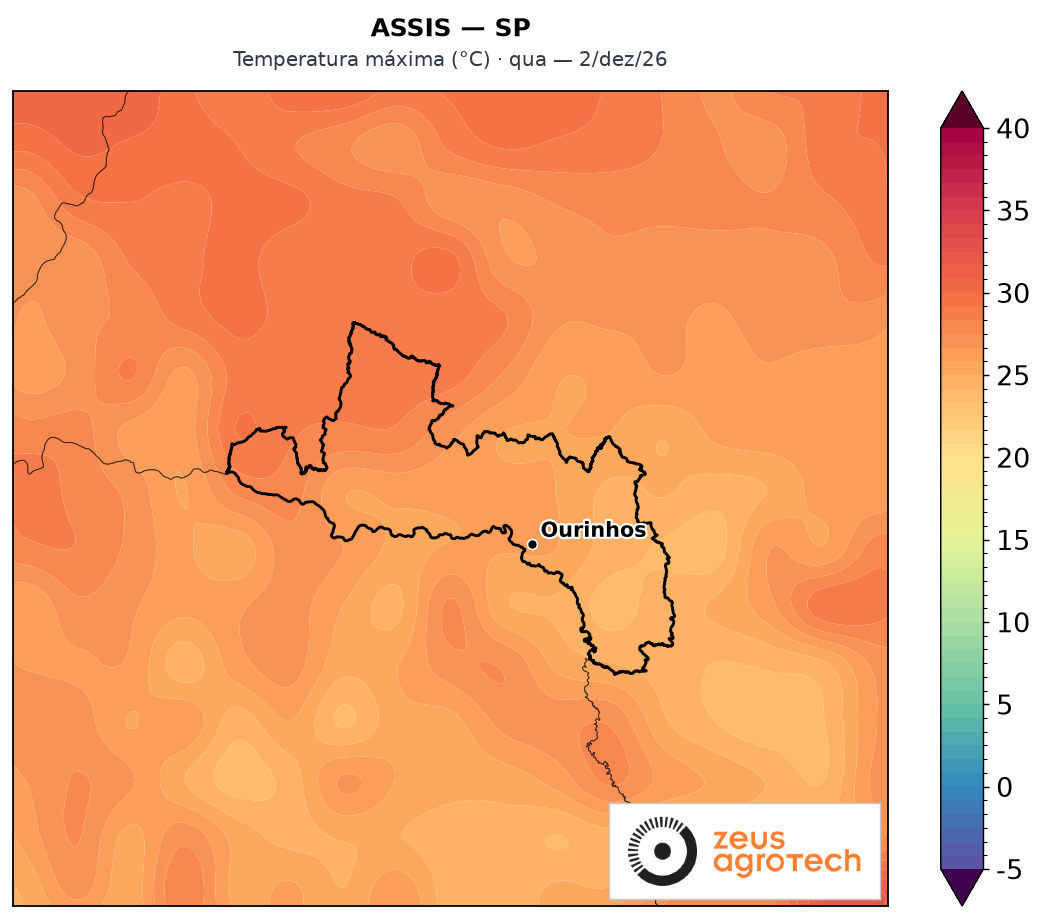 ASSIS — SP
Temperatura máxima (°C) · qua — 2/dez/26
40
35
30
25
20
15
10
5
0
-5
Ourinhos
zeus
agrotech